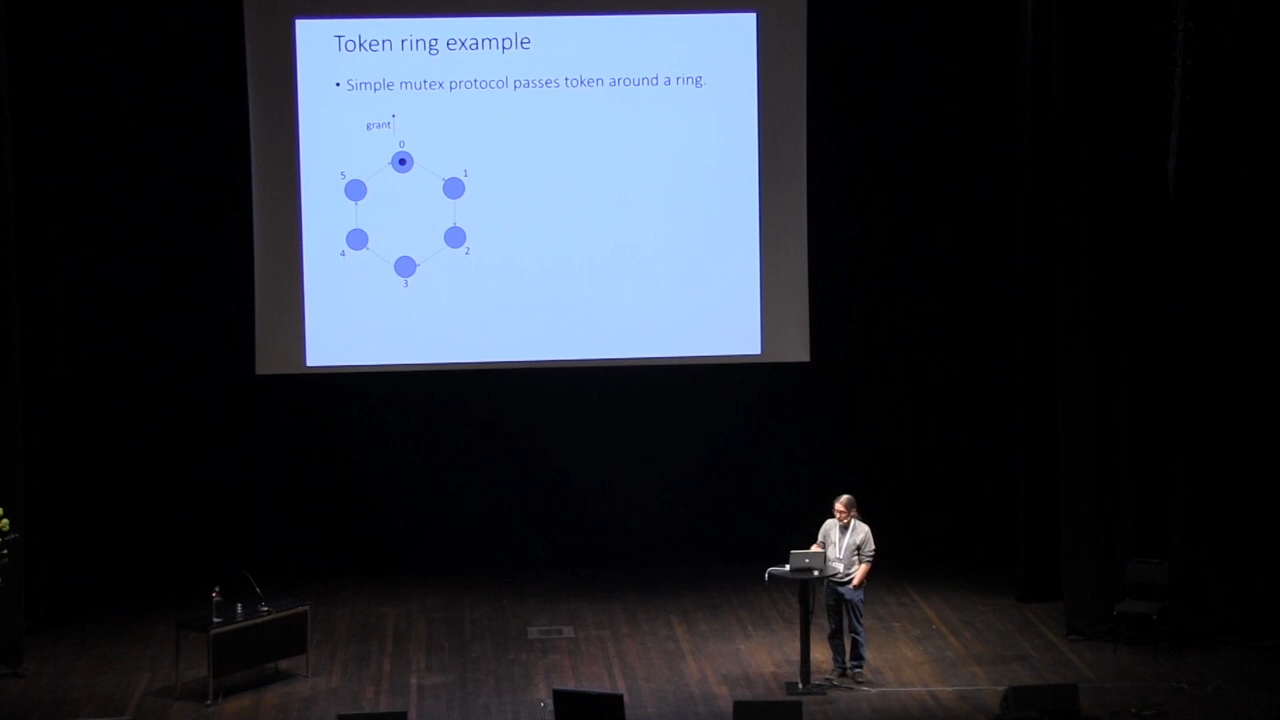 Token ring example
• Simple mutex protocol passes token around a ring.
grant
0
5
1
4
2
3